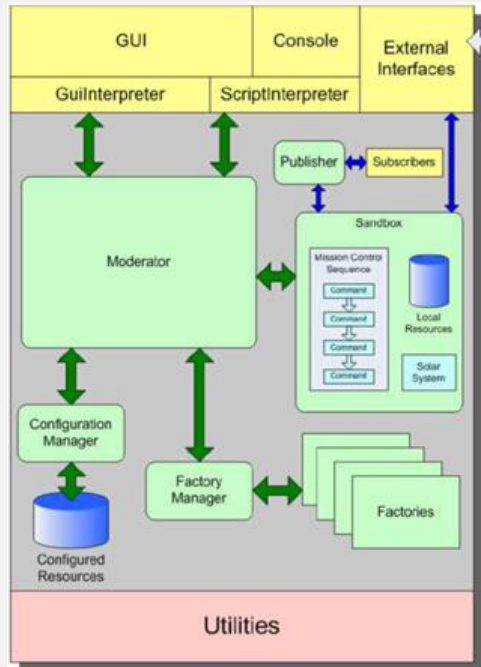 GUI
Console
External
Interfaces
GuiInterpreter
ScriptInterpreter
Publisher
Subscribers
Sandbox
Moderator
Mission Control
Sequence
Command
Command
Command
Command
Local
Resources
Solar
System
Configuration
Manager
Factory
Manager
Factories
Configured
Resources
Utilities